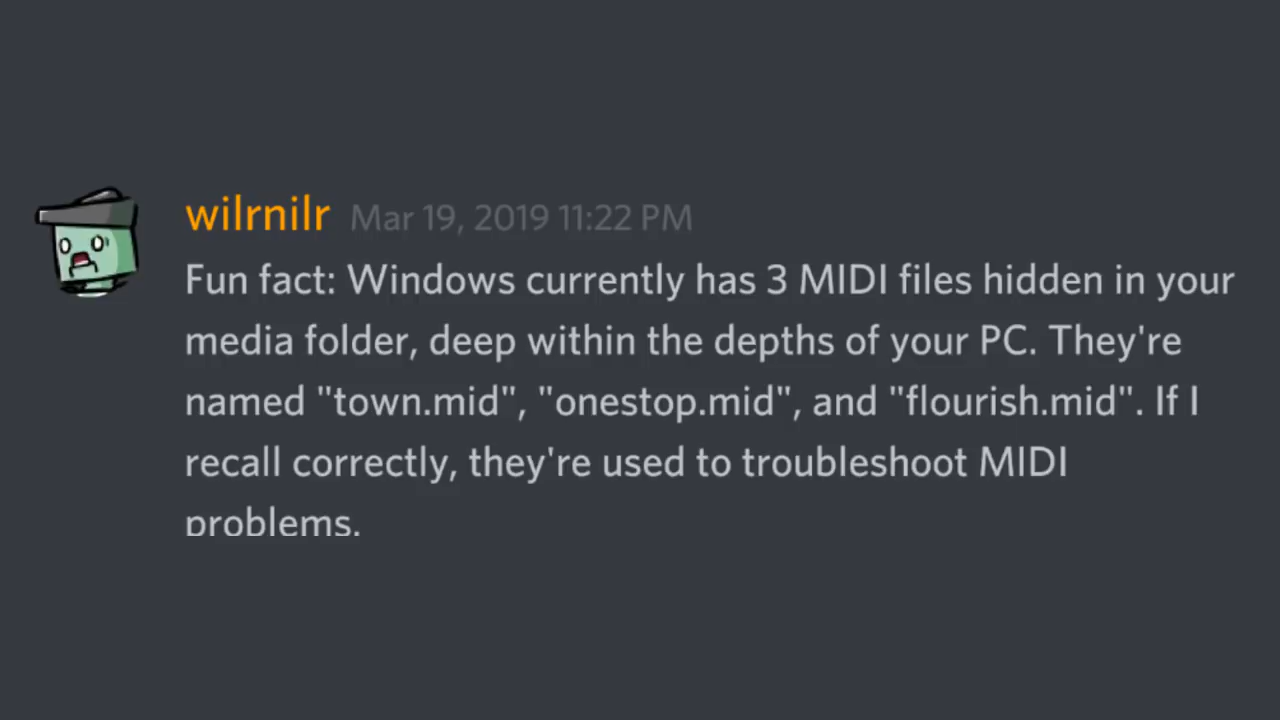 wilrnilr Mar 19, 2019 11:22 PM
Fun fact: Windows currently has 3 MIDI files hidden in your
media folder, deep within the depths of your PC. They're
named "town.mid", "onestop.mid", and "flourish.mid". If I
recall correctly, they're used to troubleshoot MIDI
problems.